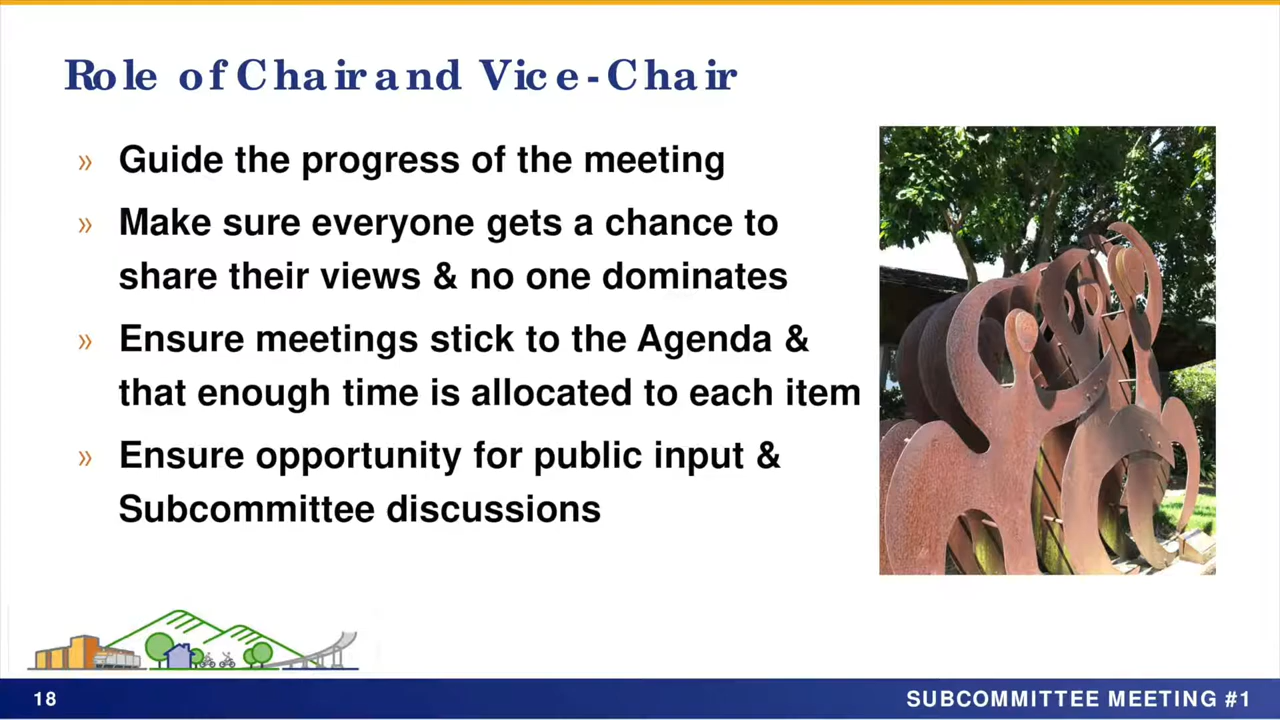 Role of Chair and Vice-Chair
» Guide the progress of the meeting
» Make sure everyone gets a chance to
share their views & no one dominates
» Ensure meetings stick to the Agenda &
that enough time is allocated to each item
» Ensure opportunity for public input &
Subcommittee discussions
18
SUBCOMMITTEE MEETING #1